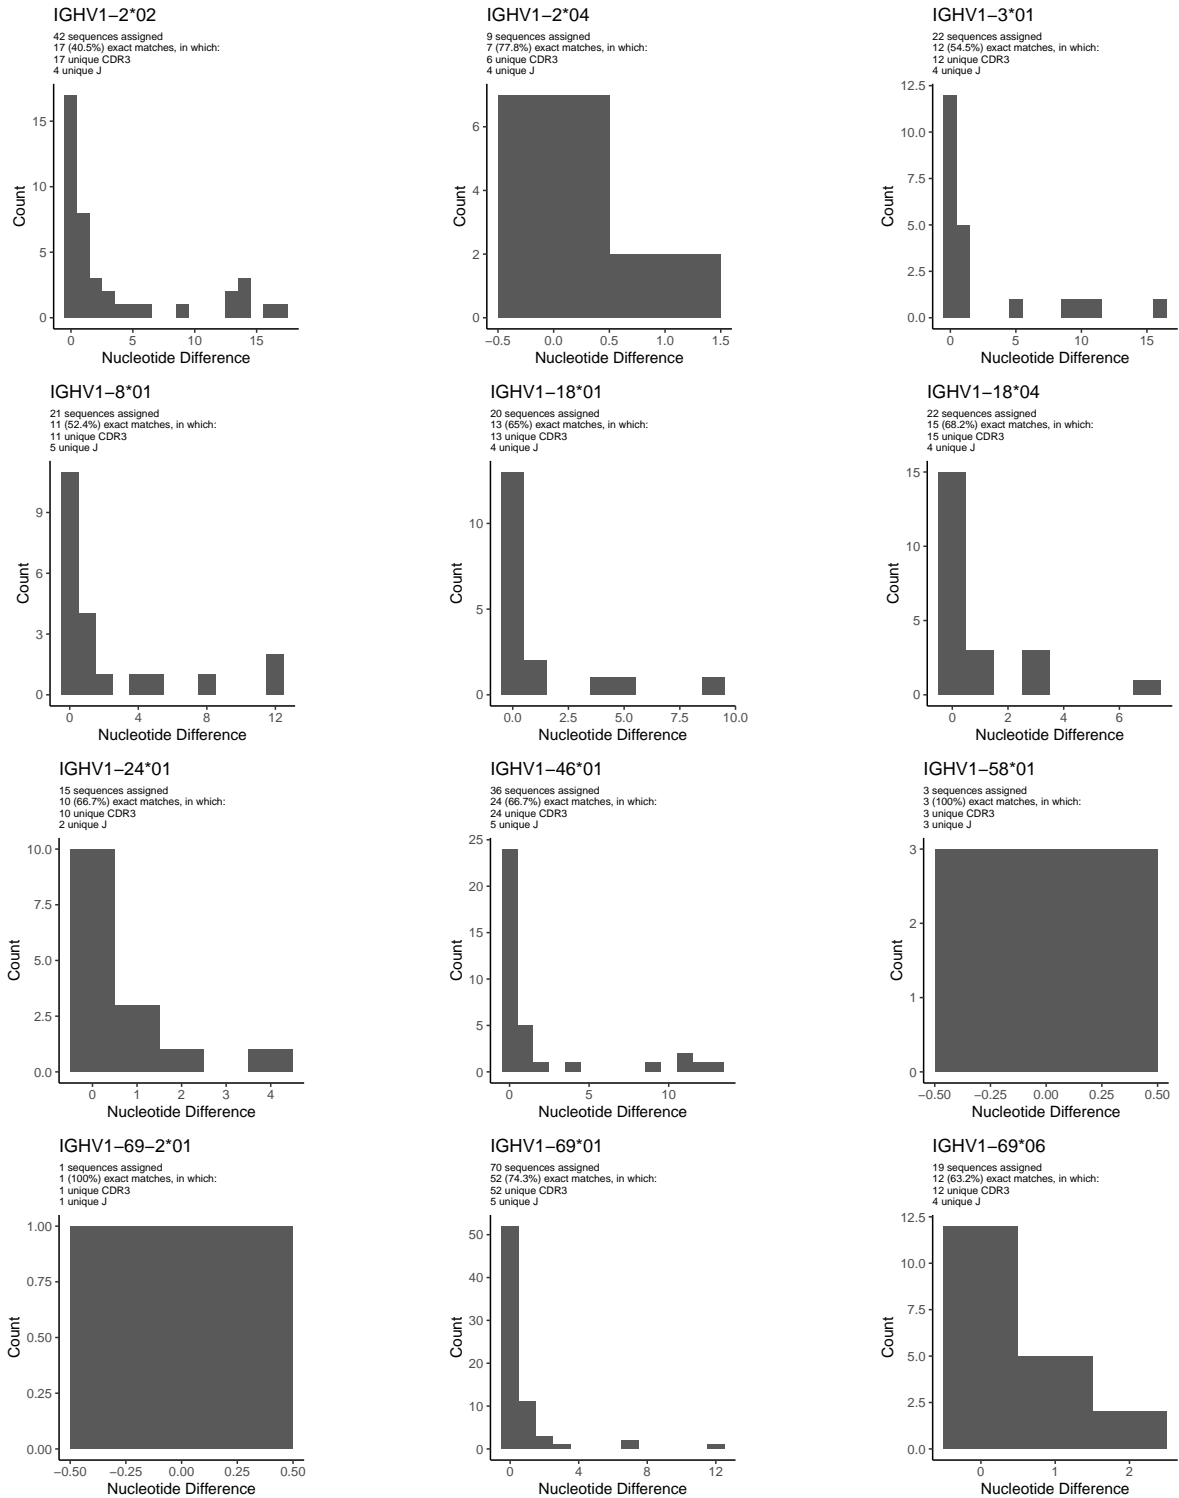 IGHV1−2*02
42 sequences assigned
17 (40.5%) exact matches, in which:
17 unique CDR3
4 unique J
15
10
5
0
Count
0 5 10 15
Nucleotide Difference
IGHV1−2*04
9 sequences assigned
7 (77.8%) exact matches, in which:
6 unique CDR3
4 unique J
6
4
2
0
Count
−0.5 0.0 0.5 1.0 1.5
Nucleotide Difference
IGHV1−3*01
22 sequences assigned
12 (54.5%) exact matches, in which:
12 unique CDR3
4 unique J
12.5
10.0
7.5
5.0
2.5
0.0
Count
0 5 10 15
Nucleotide Difference
IGHV1−8*01
21 sequences assigned
11 (52.4%) exact matches, in which:
11 unique CDR3
5 unique J
9
6
3
0
Count
0 4 8 12
Nucleotide Difference
IGHV1−18*01
20 sequences assigned
13 (65%) exact matches, in which:
13 unique CDR3
4 unique J
10
5
0
Count
0.0 2.5 5.0 7.5 10.0
Nucleotide Difference
IGHV1−18*04
22 sequences assigned
15 (68.2%) exact matches, in which:
15 unique CDR3
4 unique J
15
10
5
0
Count
0 2 4 6
Nucleotide Difference
IGHV1−24*01
15 sequences assigned
10 (66.7%) exact matches, in which:
10 unique CDR3
2 unique J
10.0
7.5
5.0
2.5
0.0
Count
0 1 2 3 4
Nucleotide Difference
IGHV1−46*01
36 sequences assigned
24 (66.7%) exact matches, in which:
24 unique CDR3
5 unique J
25
20
15
10
5
0
Count
0 5 10
Nucleotide Difference
IGHV1−58*01
3 sequences assigned
3 (100%) exact matches, in which:
3 unique CDR3
3 unique J
3
2
1
0
Count
−0.50 −0.25 0.00 0.25 0.50
Nucleotide Difference
IGHV1−69−2*01
1 sequences assigned
1 (100%) exact matches, in which:
1 unique CDR3
1 unique J
1.00
0.75
0.50
0.25
0.00
Count
−0.50 −0.25 0.00 0.25 0.50
Nucleotide Difference
IGHV1−69*01
70 sequences assigned
52 (74.3%) exact matches, in which:
52 unique CDR3
5 unique J
50
40
30
20
10
0
Count
0 4 8 12
Nucleotide Difference
IGHV1−69*06
19 sequences assigned
12 (63.2%) exact matches, in which:
12 unique CDR3
4 unique J
12.5
10.0
7.5
5.0
2.5
0.0
Count
0 1 2
Nucleotide Difference